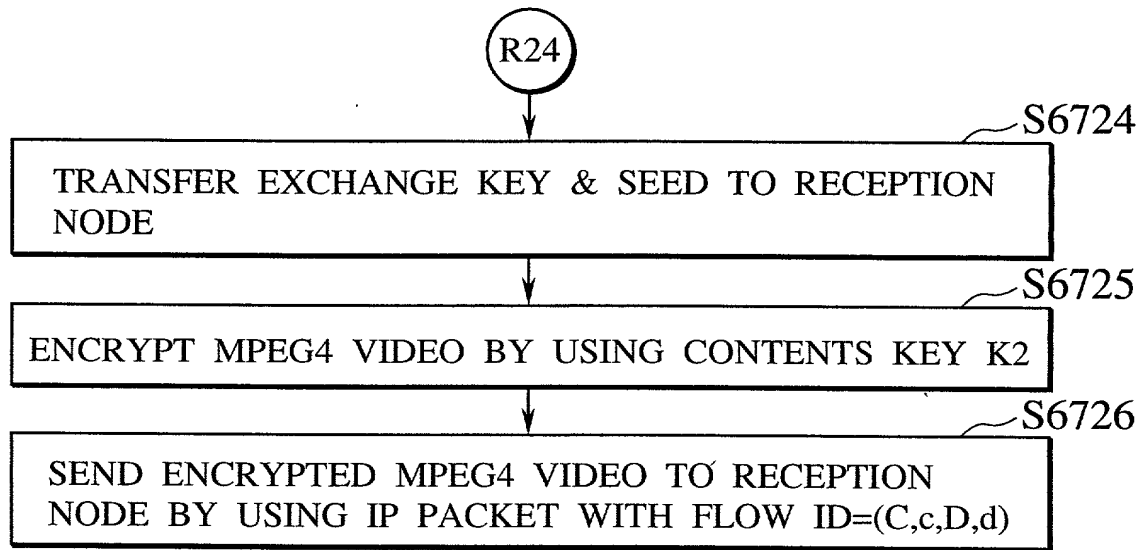 R24
S6724
TRANSFER EXCHANGE KEY & SEED TO RECEPTION
NODE
S6725
ENCRYPT MPEG4 VIDEO BY USING CONTENTS KEY K2
S6726
SEND ENCRYPTED MPEG4 VIDEO TO RECEPTION
NODE BY USING IP PACKET WITH FLOW ID=(C,c,D,d)